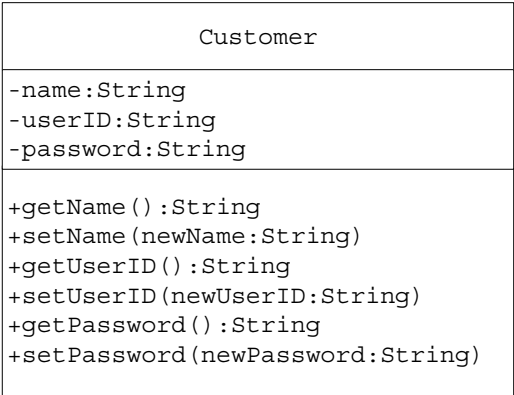 Customer
-name:String
-userID:String
-password:String
+getName():String
+setName(newName:String)
+getUserID():String
+setUserID(newUserID:String)
+getPassword():String
+setPassword(newPassword:String)